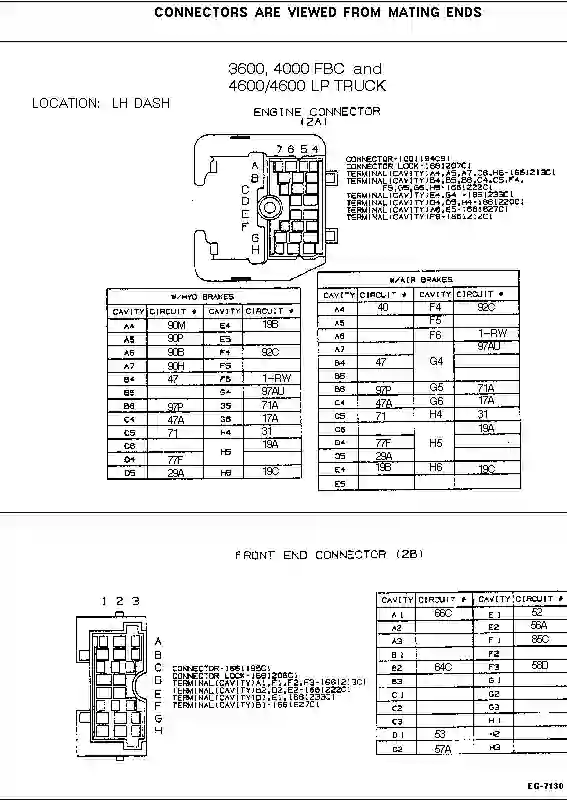 CONNECTORS ARE VIEWED FROM MATING ENDS
3600, 4000 FBC and
4600/4600 LP TRUCK
LOCATION: LH DASH
ENGINE CONNECTOR
(2A)
7 6 5 4
A
B
C
D
E
F
G
H
CONNECTOR-1001194C91
CONNECTOR LOCK-1661207C1
TERMINAL(CAVITY)A4,A5,A7,C6,H6-1661213C1
TERMINAL(CAVITY)B4,B5,B6,C4,C5,F4,
F5,G5,G6,H5-1661222C1
TERMINAL(CAVITY)E4,G4 -1661233C1
TERMINAL(CAVITY)D4,D5,H4-1661220C1
TERMINAL(CAVITY)A6,E5-1661827C1
TERMINAL(CAVITY)F6-1661212C1
W/HYD BRAKES
CAVITY CIRCUIT # CAVITY CIRCUIT #
A4 90M E4 19B
A5 90P E5
A6 90B F4 92C
A7 90H F5
B4 47 F6 1-RW
B5 G4 97AU
B6 97P G5 71A
C4 47A G6 17A
C5 71 H4 31
C6 H5 19A
D4 77F
D5 29A H6 19C
W/AIR BRAKES
CAVITY CIRCUIT # CAVITY CIRCUIT #
A4 40 F4 92C
A5 F5
A6 F6 1-RW
A7 G4 97AU
B4 47
B5
B6 97P G5 71A
C4 47A G6 17A
C5 71 H4 31
C6 H5 19A
D4 77F
D5 29A
E4 19B H6 19C
E5
FRONT END CONNECTOR (2B)
1 2 3
A
B
C
D
E
F
G
H
CONNECTOR-1661195C1
CONNECTOR LOCK-1661206C1
TERMINAL(CAVITY)A1,F1,F2,F3-1661213C1
TERMINAL(CAVITY)B2,D2,E2-1661222C1
TERMINAL(CAVITY)D1,E1,1661233C1
TERMINAL(CAVITY)B1-1661827C1
CAVITY CIRCUIT # CAVITY CIRCUIT #
A1 66C E1 52
A2 E2 56A
A3 F1 85C
B1 F2
B2 64C F3 58D
B3 G1
C1 G2
C2 G3
C3 H1
D1 53 H2
D2 57A H3
EG-7130